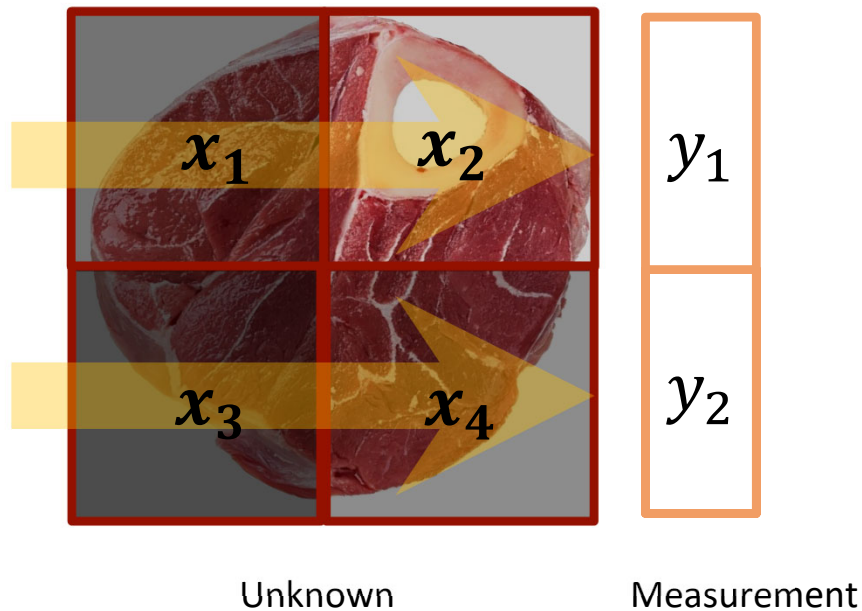 x₁ x₂ y₁
x₃ x₄ y₂
Unknown Measurement